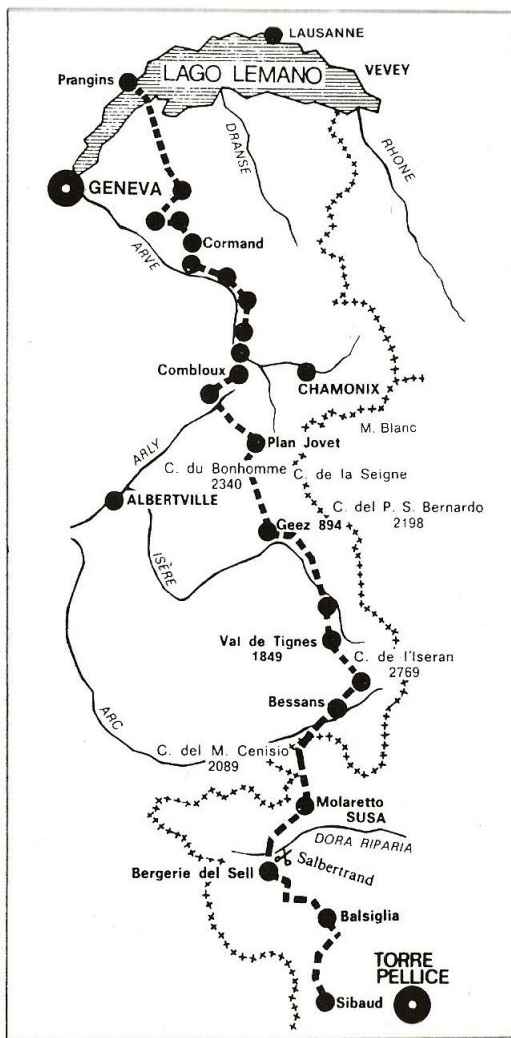 LAUSANNE
LAGO LEMANO
VEVEY
Prangins
DRANSE
RHONE
GENEVA
Cormand
ARVE
Combloux
CHAMONIX
M. Blanc
ARLY
Plan Jovet
C. du Bonhomme
2340
C. de la Seigne
ALBERTVILLE
C. del P. S. Bernardo
2198
Geez 894
ISÈRE
Val de Tignes
1849
C. de l'Iseran
2769
Bessans
ARC
C. del M. Cenisio
2089
Molaretto
SUSA
DORA RIPARIA
Salbertrand
Bergerie del Sell
Balsiglia
TORRE
PELLICE
Sibaud